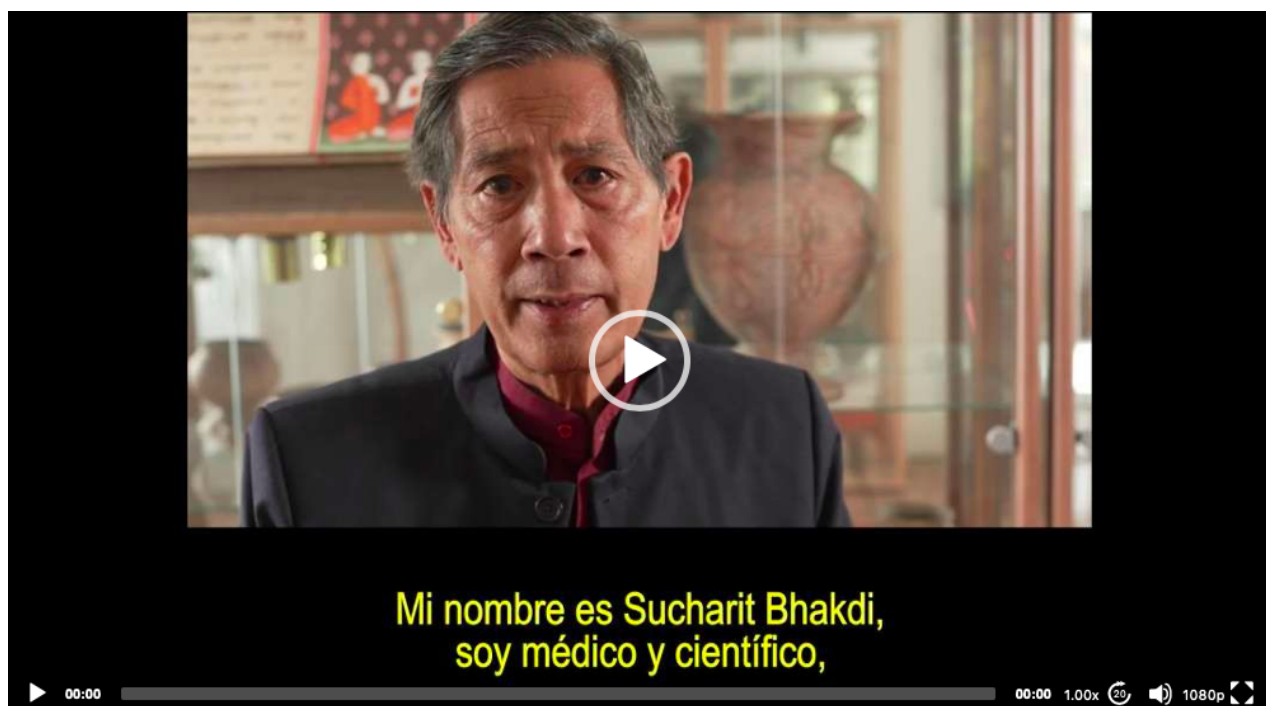 Mi nombre es Sucharit Bhakdi,
soy médico y científico,
00:00
00:00 1.00x 20 1080p